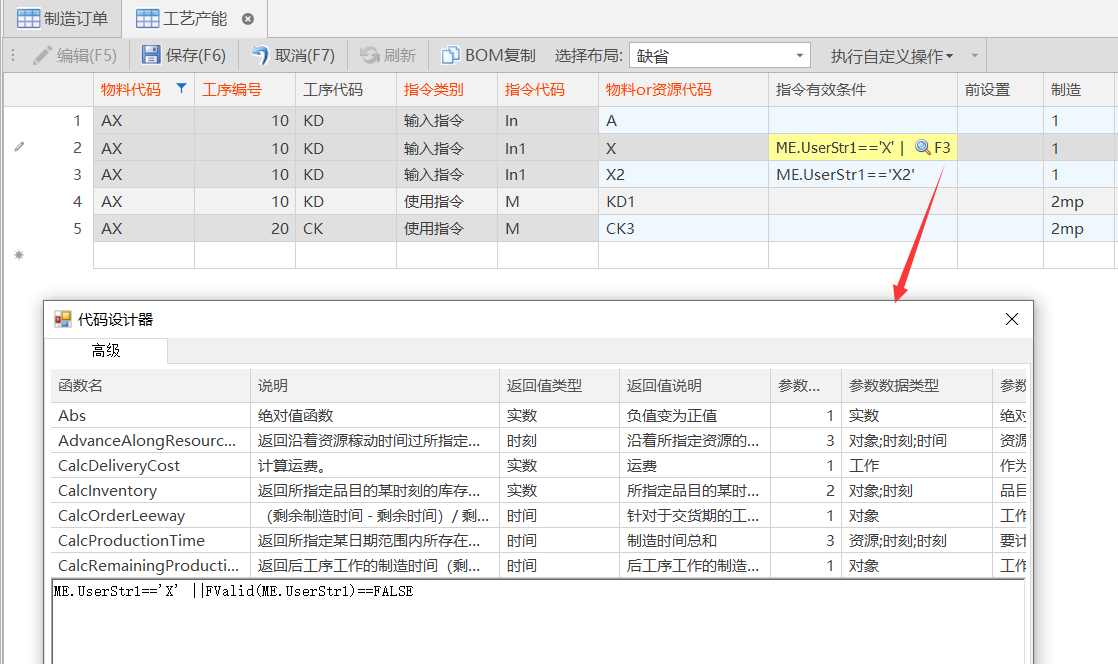 制造订单 工艺产能
编辑(F5) 保存(F6) 取消(F7) 刷新 BOM复制 选择布局: 缺省 执行自定义操作
物料代码 工序编号 工序代码 指令类别 指令代码 物料or资源代码 指令有效条件 前设置 制造
1 AX 10 KD 输入指令 In A 1
2 AX 10 KD 输入指令 In1 X ME.UserStr1=='X' | F3 1
3 AX 10 KD 输入指令 In1 X2 ME.UserStr1=='X2' 1
4 AX 10 KD 使用指令 M KD1 2mp
5 AX 20 CK 使用指令 M CK3 2mp
代码设计器
高级
函数名 说明 返回值类型 返回值说明 参数... 参数数据类型 参数
Abs 绝对值函数 实数 负值变为正值 1 实数 绝对
AdvanceAlongResourc... 返回沿着资源稼动时间过所指定... 时刻 沿着所指定资源的... 3 对象;时刻;时间 资源
CalcDeliveryCost 计算运费。 实数 运费 1 工作 作为
CalcInventory 返回所指定品目的某时刻的库存... 实数 所指定品目的某时... 2 对象;时刻 品目
CalcOrderLeeway （剩余制造时间 - 剩余时间）/ 剩... 时间 针对于交货期的工... 1 对象 工作
CalcProductionTime 返回所指定某日期范围内所存在... 时间 制造时间总和 3 资源;时刻;时刻 要计
CalcRemainingProducti... 返回后工序工作的制造时间（剩... 时间 后工序工作的制造... 1 对象 工作
ME.UserStr1=='X' ||FValid(ME.UserStr1)==FALSE